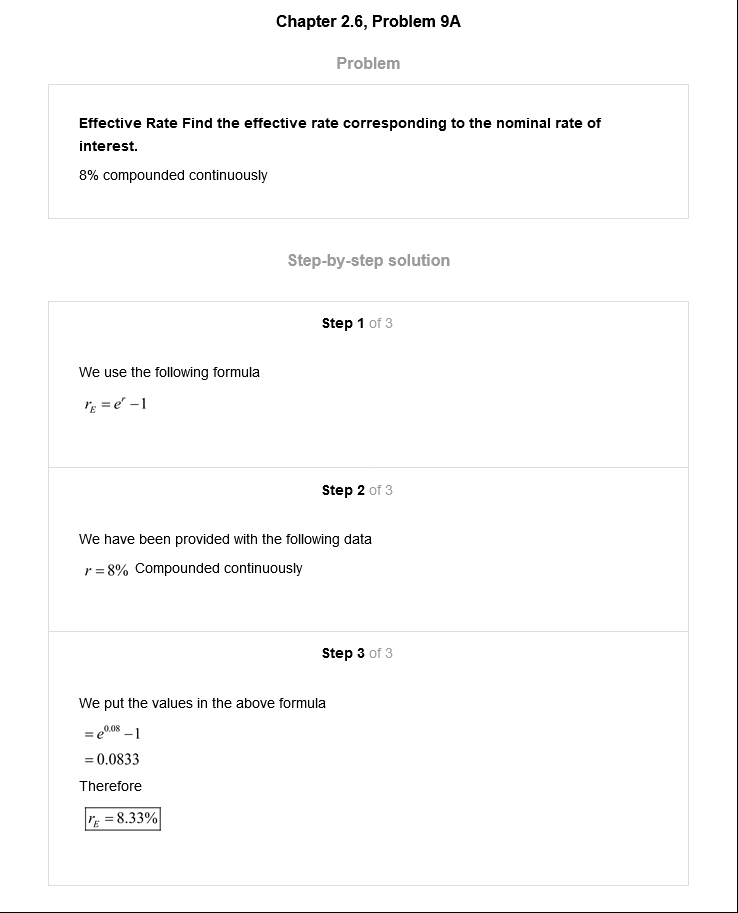 Chapter 2.6, Problem 9A
Problem
Effective Rate Find the effective rate corresponding to the nominal rate of
interest.
8% compounded continuously
Step-by-step solution
Step 1 of 3
We use the following formula
r_E = e^r − 1
Step 2 of 3
We have been provided with the following data
r = 8% Compounded continuously
Step 3 of 3
We put the values in the above formula
= e^0.08 − 1
= 0.0833
Therefore
r_E = 8.33%